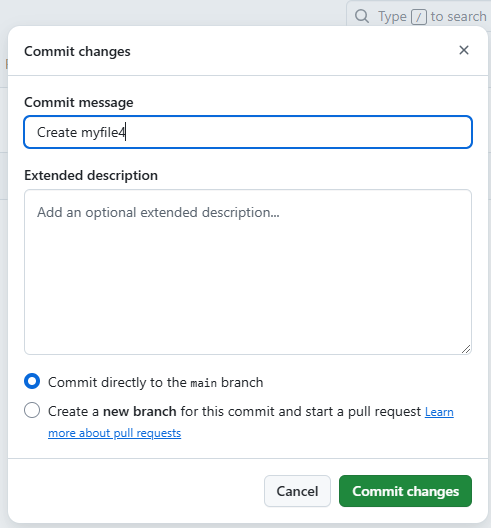 Type / to search
Commit changes
Commit message
Create myfile4
Extended description
Add an optional extended description...
Commit directly to the main branch
Create a new branch for this commit and start a pull request Learn
more about pull requests
Cancel
Commit changes